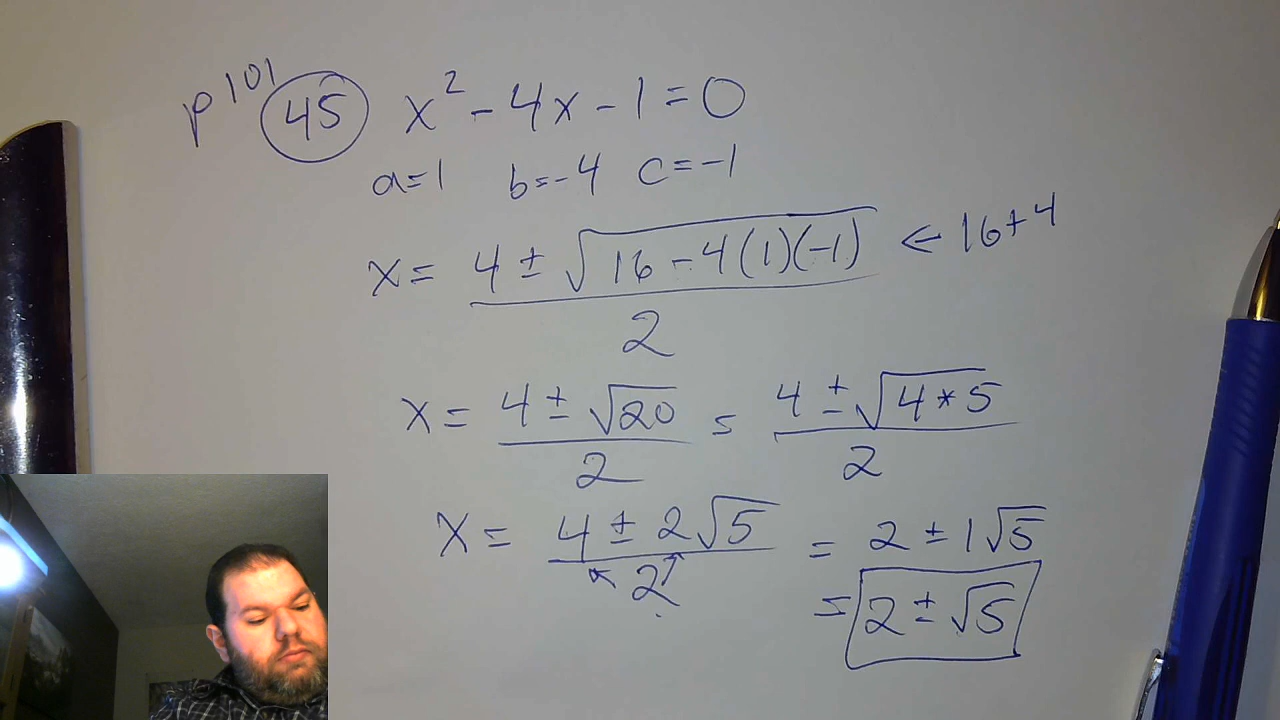 p101 45 x² - 4x - 1 = 0
a=1 b=-4 c=-1
x = (4 ± √(16 - 4(1)(-1))) / 2 ← 16+4
x = (4 ± √20) / 2 = (4 ± √(4*5)) / 2
x = (4 ± 2√5) / 2 = 2 ± 1√5
= 2 ± √5